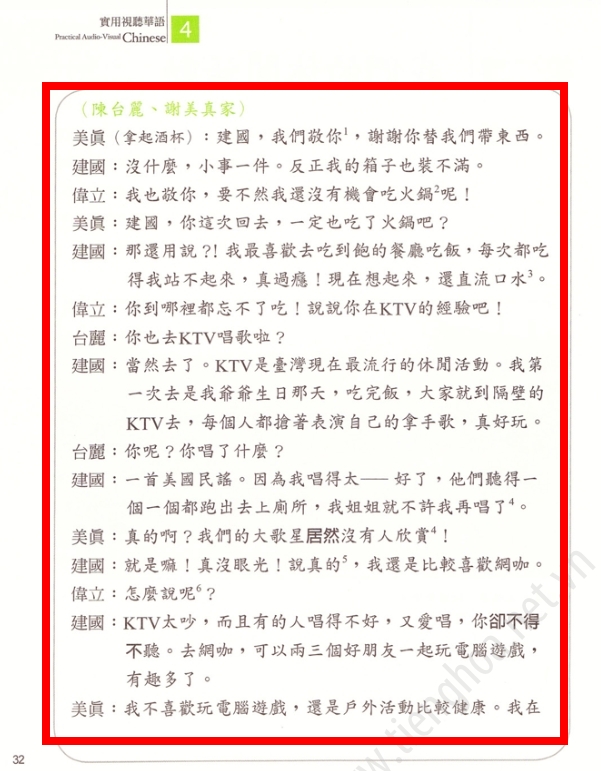 實用視聽華語
Practical Audio-Visual Chinese 4
（陳台麗、謝美真家）
美眞（拿起酒杯）：建國，我們敬你1，謝謝你替我們帶東西。
建國：沒什麼，小事一件。反正我的箱子也裝不滿。
偉立：我也敬你，要不然我還沒有機會吃火鍋2呢！
美眞：建國，你這次回去，一定也吃了火鍋吧？
建國：那還用說?! 我最喜歡去吃到飽的餐廳吃飯，每次都吃
得我站不起來，真過癮！現在想起來，還直流口水3。
偉立：你到哪裡都忘不了吃！說說你在KTV的經驗吧！
台麗：你也去KTV唱歌啦？
建國：當然去了。KTV是臺灣現在最流行的休閒活動。我第
一次去是我爺爺生日那天，吃完飯，大家就到隔壁的
KTV去，每個人都搶著表演自己的拿手歌，真好玩。
台麗：你呢？你唱了什麼？
建國：一首美國民謠。因為我唱得太── 好了，他們聽得一
個一個都跑出去上廁所，我姐姐就不許我再唱了4。
美眞：真的啊？我們的大歌星居然沒有人欣賞4！
建國：就是嘛！真沒眼光！說真的5，我還是比較喜歡網咖。
偉立：怎麼說呢6？
建國：KTV太吵，而且有的人唱得不好，又愛唱，你卻不得
不聽。去網咖，可以兩三個好朋友一起玩電腦遊戲，
有趣多了。
美眞：我不喜歡玩電腦遊戲，還是戶外活動比較健康。我在
32
w.tienghoa.net.vn